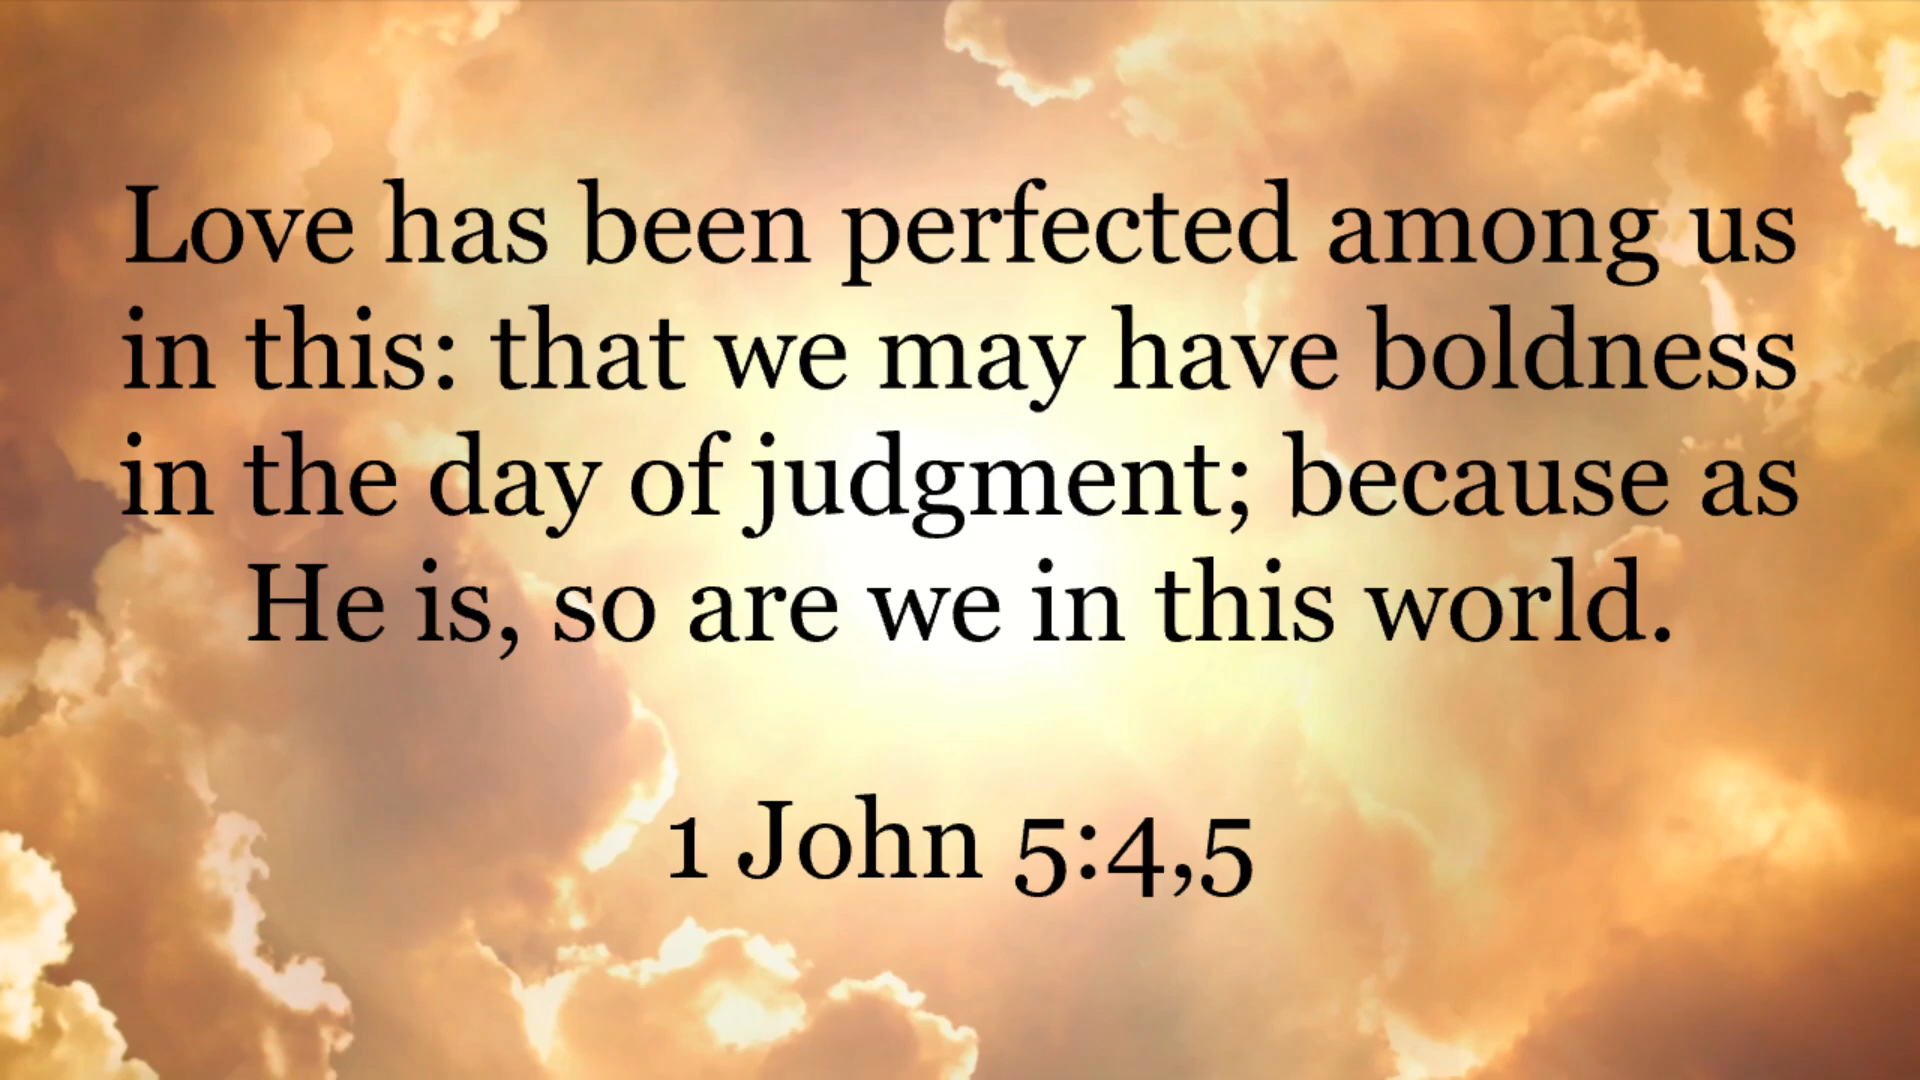 Love has been perfected among us
in this: that we may have boldness
in the day of judgment; because as
He is, so are we in this world.
1 John 5:4,5